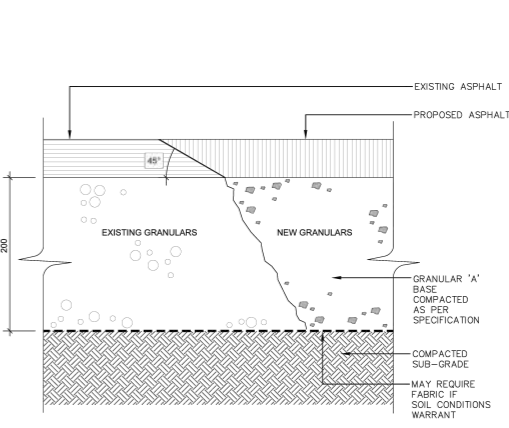 EXISTING ASPHALT
PROPOSED ASPHALT
45°
200
EXISTING GRANULARS
NEW GRANULARS
GRANULAR 'A'
BASE
COMPACTED
AS PER
SPECIFICATION
COMPACTED
SUB-GRADE
MAY REQUIRE
FABRIC IF
SOIL CONDITIONS
WARRANT